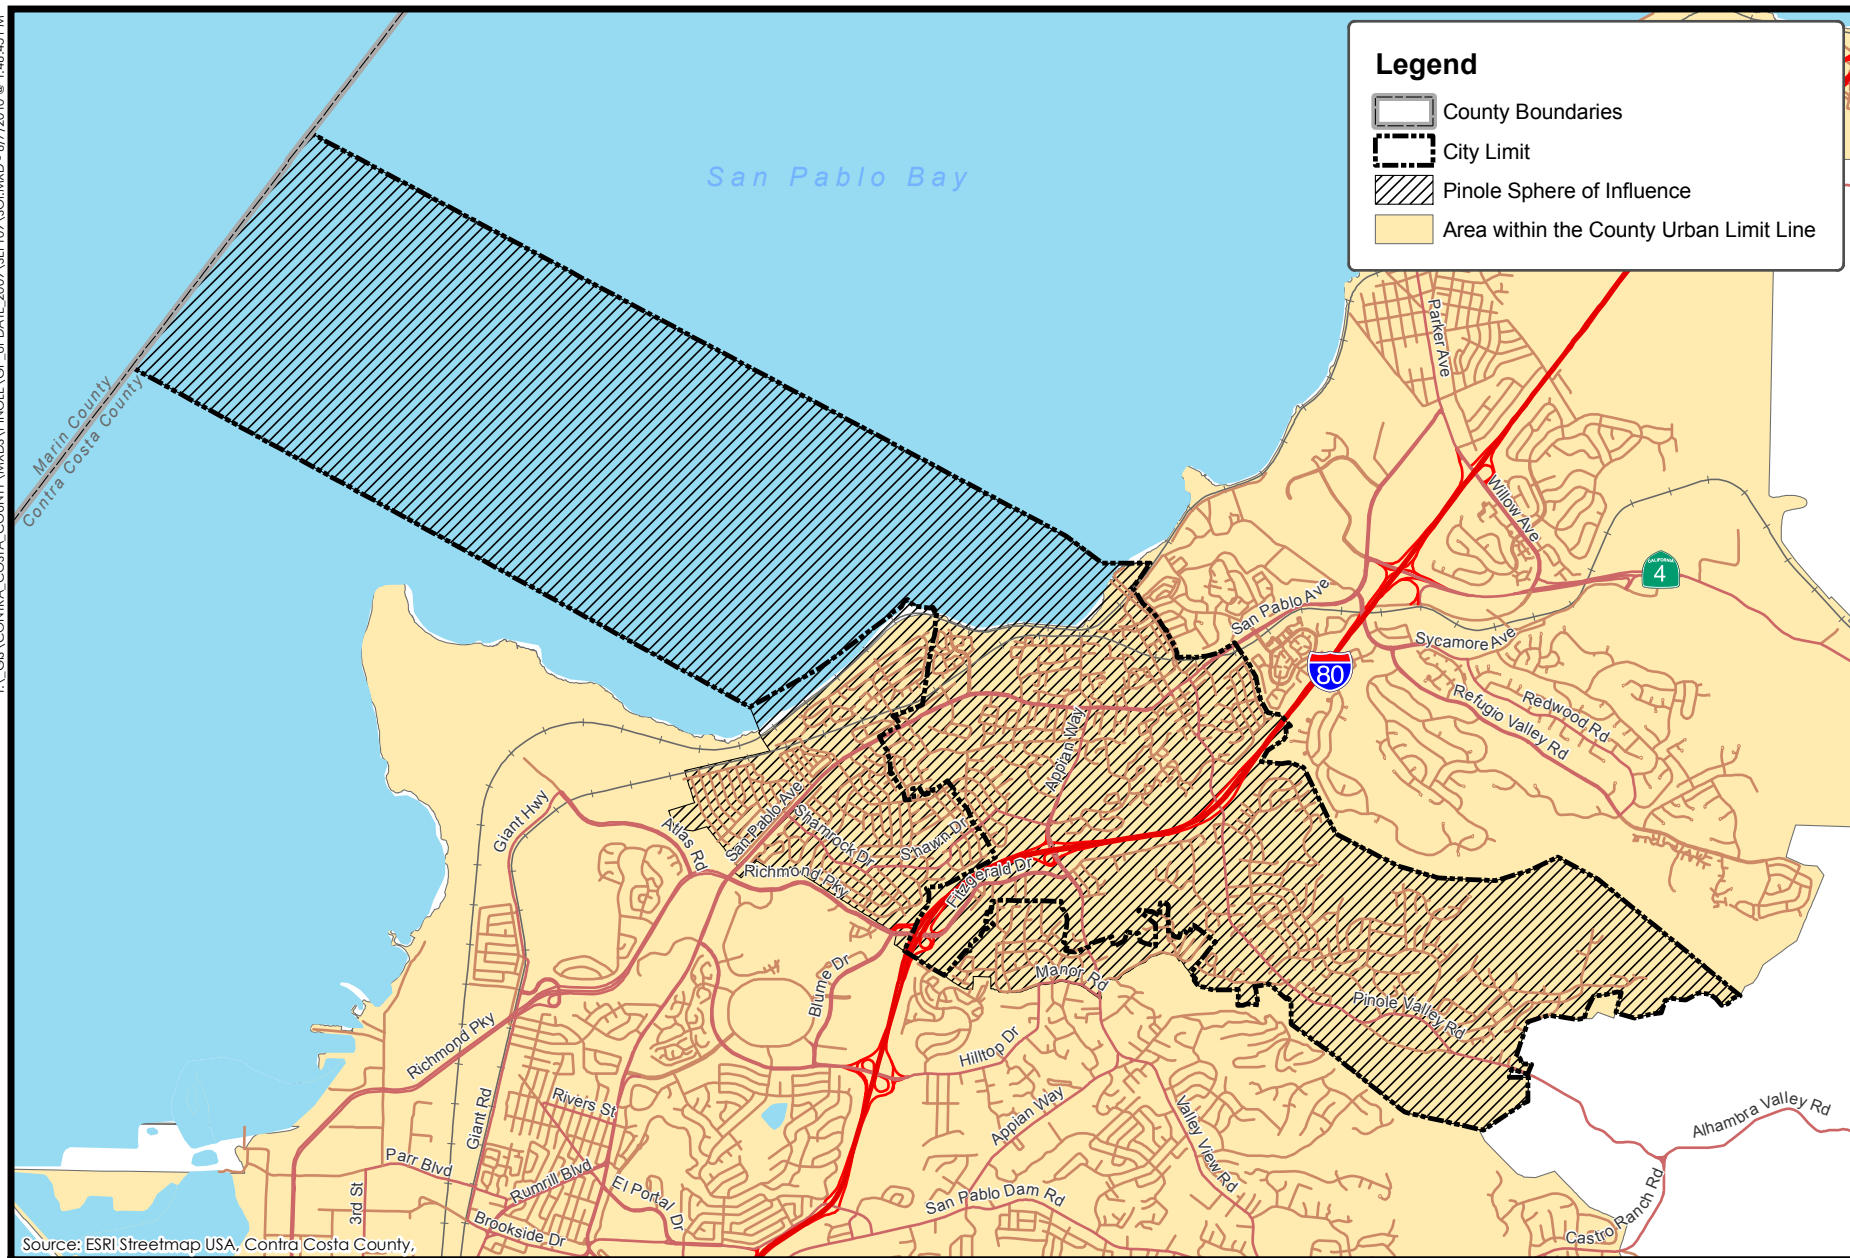 Legend
County Boundaries
City Limit
Pinole Sphere of Influence
Area within the County Urban Limit Line
San Pablo Bay
Marin County
Contra Costa County
Parker Ave
Willow Ave
CALIFORNIA
4
San Pablo Ave
Sycamore Ave
80
Redwood Rd
Refugio Valley Rd
Appian Way
Giant Hwy
Atlas Rd
San Pablo Ave
Shamrock Dr
Shawn Dr
Richmond Pky
Fitzgerald Dr
Manor Rd
Blume Dr
Pinole Valley Rd
Richmond Pky
Hilltop Dr
Giant Rd
Rivers St
Appian Way
Valley View Rd
Alhambra Valley Rd
Parr Blvd
Rumrill Blvd
El Portal Dr
3rd St
San Pablo Dam Rd
Castro Ranch Rd
Brookside Dr
Source: ESRI Streetmap USA, Contra Costa County,